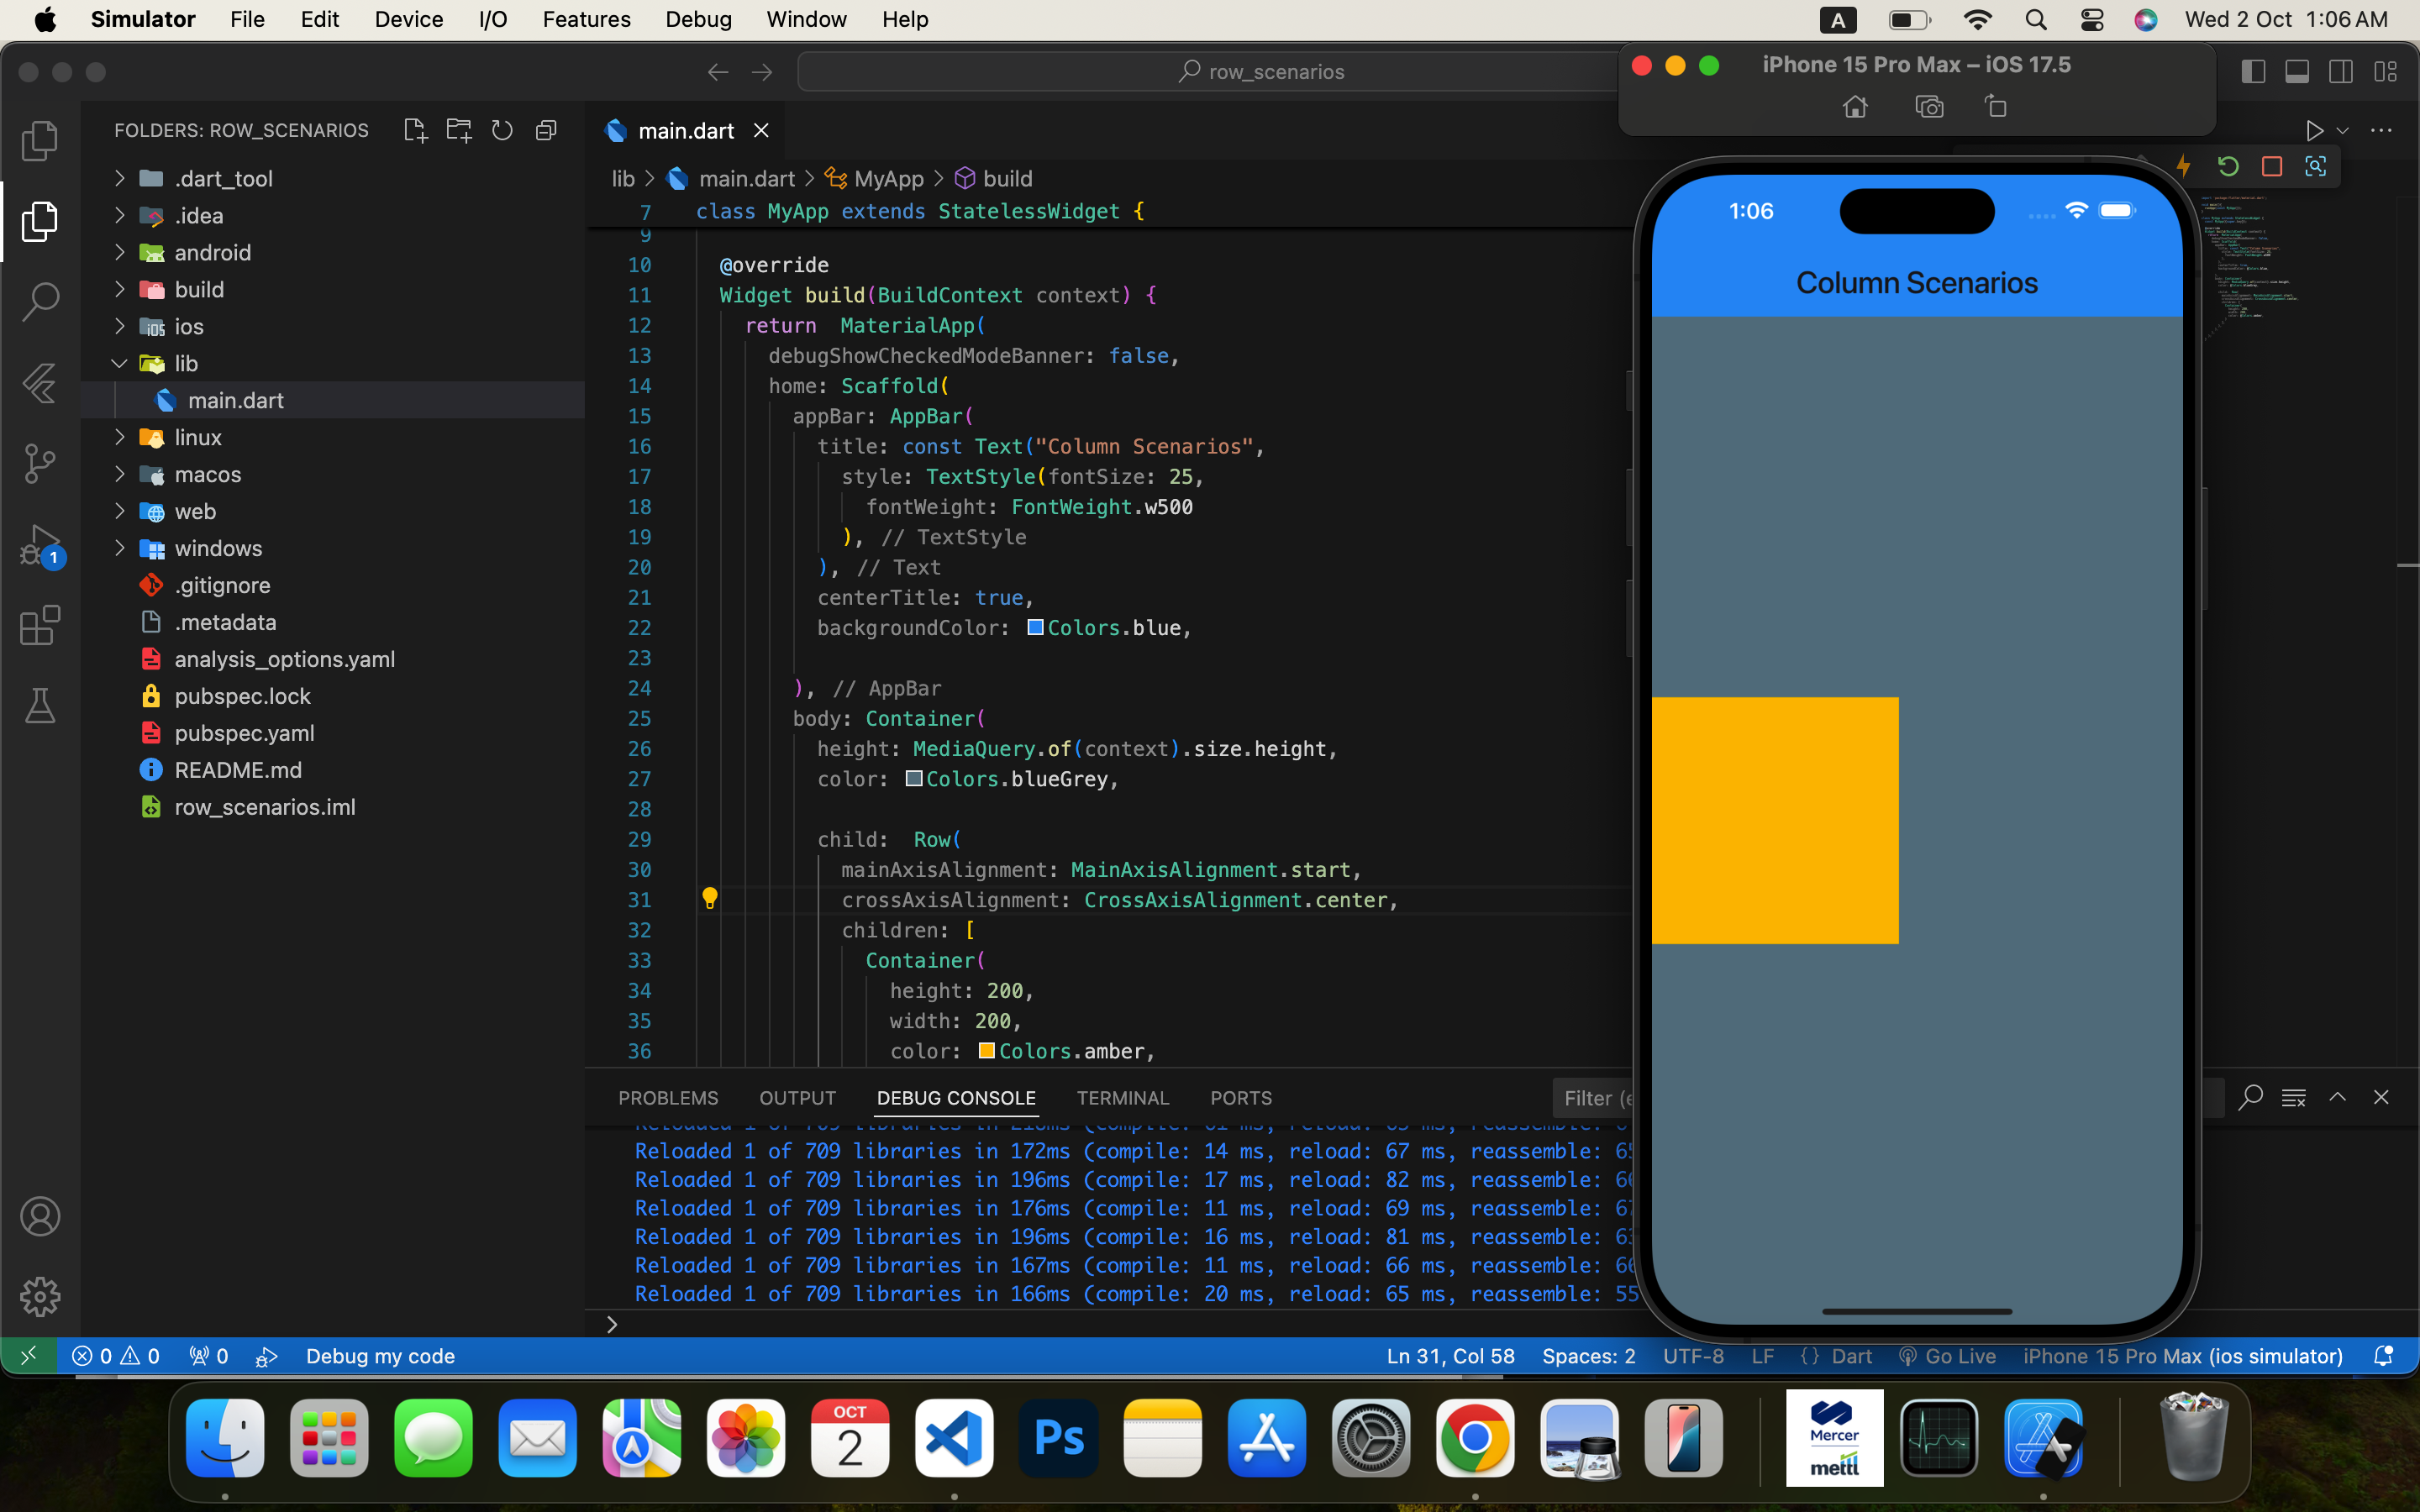 Simulator File Edit Device I/O Features Debug Window Help
A Wed 2 Oct 1:06 AM
row_scenarios
iPhone 15 Pro Max – iOS 17.5
FOLDERS: ROW_SCENARIOS
.dart_tool
.idea
android
build
ios
lib
main.dart
linux
macos
web
windows
.gitignore
.metadata
analysis_options.yaml
pubspec.lock
pubspec.yaml
README.md
row_scenarios.iml
1
main.dart
lib > main.dart > MyApp > build
7 class MyApp extends StatelessWidget {
9
10 @override
11 Widget build(BuildContext context) {
12 return MaterialApp(
13 debugShowCheckedModeBanner: false,
14 home: Scaffold(
15 appBar: AppBar(
16 title: const Text("Column Scenarios",
17 style: TextStyle(fontSize: 25,
18 fontWeight: FontWeight.w500
19 ), // TextStyle
20 ), // Text
21 centerTitle: true,
22 backgroundColor: Colors.blue,
23
24 ), // AppBar
25 body: Container(
26 height: MediaQuery.of(context).size.height,
27 color: Colors.blueGrey,
28
29 child: Row(
30 mainAxisAlignment: MainAxisAlignment.start,
31 crossAxisAlignment: CrossAxisAlignment.center,
32 children: [
33 Container(
34 height: 200,
35 width: 200,
36 color: Colors.amber,
1:06
Column Scenarios
PROBLEMS OUTPUT DEBUG CONSOLE TERMINAL PORTS Filter (e
Reloaded 1 of 709 libraries in 172ms (compile: 14 ms, reload: 67 ms, reassemble: 65
Reloaded 1 of 709 libraries in 196ms (compile: 17 ms, reload: 82 ms, reassemble: 66
Reloaded 1 of 709 libraries in 176ms (compile: 11 ms, reload: 69 ms, reassemble: 67
Reloaded 1 of 709 libraries in 196ms (compile: 16 ms, reload: 81 ms, reassemble: 63
Reloaded 1 of 709 libraries in 167ms (compile: 11 ms, reload: 66 ms, reassemble: 66
Reloaded 1 of 709 libraries in 166ms (compile: 20 ms, reload: 65 ms, reassemble: 55
0 0 0 Debug my code Ln 31, Col 58 Spaces: 2 UTF-8 LF {} Dart Go Live iPhone 15 Pro Max (ios simulator)
OCT
2
Ps
Mercer
mettl